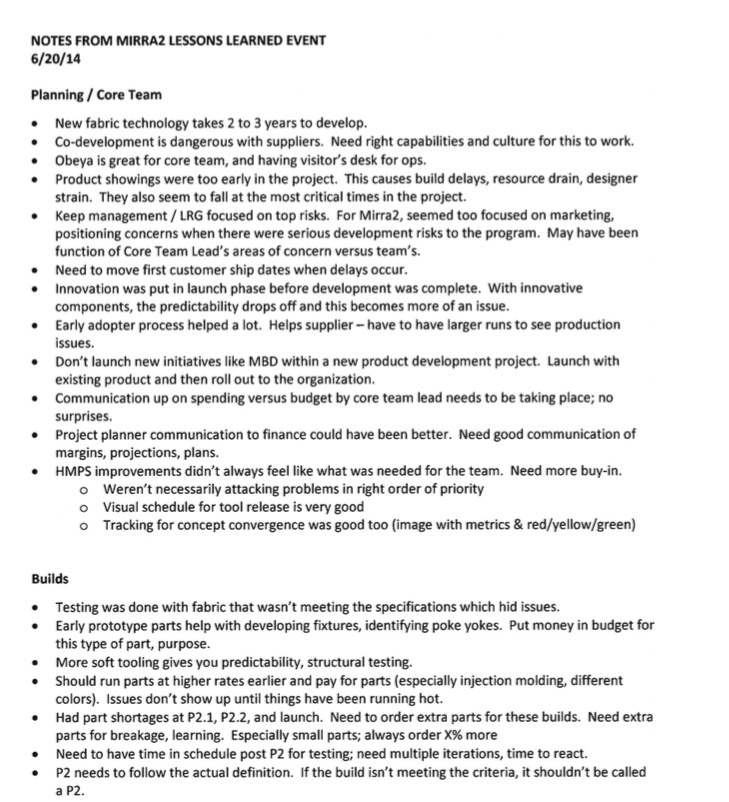 NOTES FROM MIRRA2 LESSONS LEARNED EVENT
6/20/14
Planning / Core Team
• New fabric technology takes 2 to 3 years to develop.
• Co-development is dangerous with suppliers.  Need right capabilities and culture for this to work.
• Obeya is great for core team, and having visitor's desk for ops.
• Product showings were too early in the project.  This causes build delays, resource drain, designer
strain.  They also seem to fall at the most critical times in the project.
• Keep management / LRG focused on top risks.  For Mirra2, seemed too focused on marketing,
positioning concerns when there were serious development risks to the program.  May have been
function of Core Team Lead's areas of concern versus team's.
• Need to move first customer ship dates when delays occur.
• Innovation was put in launch phase before development was complete.  With innovative
components, the predictability drops off and this becomes more of an issue.
• Early adopter process helped a lot.  Helps supplier – have to have larger runs to see production
issues.
• Don't launch new initiatives like MBD within a new product development project.  Launch with
existing product and then roll out to the organization.
• Communication up on spending versus budget by core team lead needs to be taking place; no
surprises.
• Project planner communication to finance could have been better.  Need good communication of
margins, projections, plans.
• HMPS improvements didn't always feel like what was needed for the team.  Need more buy-in.
o Weren't necessarily attacking problems in right order of priority
o Visual schedule for tool release is very good
o Tracking for concept convergence was good too (image with metrics & red/yellow/green)
Builds
• Testing was done with fabric that wasn't meeting the specifications which hid issues.
• Early prototype parts help with developing fixtures, identifying poke yokes.  Put money in budget for
this type of part, purpose.
• More soft tooling gives you predictability, structural testing.
• Should run parts at higher rates earlier and pay for parts (especially injection molding, different
colors).  Issues don't show up until things have been running hot.
• Had part shortages at P2.1, P2.2, and launch.  Need to order extra parts for these builds.  Need extra
parts for breakage, learning.  Especially small parts; always order X% more
• Need to have time in schedule post P2 for testing; need multiple iterations, time to react.
• P2 needs to follow the actual definition.  If the build isn't meeting the criteria, it shouldn't be called
a P2.